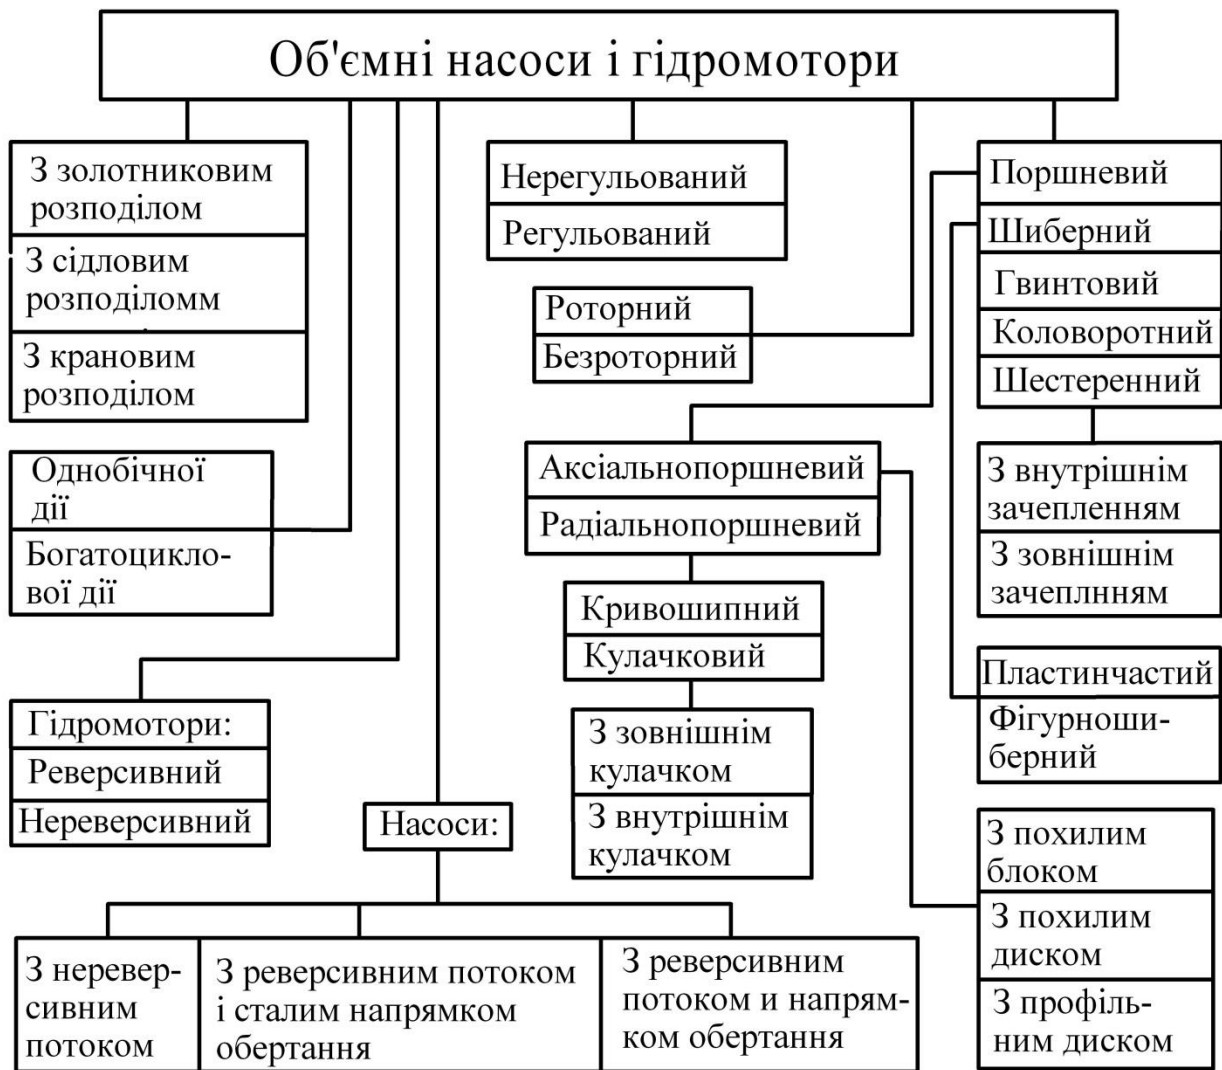 Об'ємні насоси і гідромотори
З золотниковим
розподілом
З сідловим
розподіломм
З крановим
розподілом
Однобічної
дії
Богатоцикло-
вої дії
Гідромотори:
Реверсивний
Нереверсивний
Насоси:
З неревер-
сивним
потоком
З реверсивним потоком
і сталим напрямком
обертання
З реверсивним
потоком и напрям-
ком обертання
Нерегульований
Регульований
Роторний
Безроторний
Аксіальнопоршневий
Радіальнопоршневий
Кривошипний
Кулачковий
З зовнішнім
кулачком
З внутрішнім
кулачком
Поршневий
Шиберний
Гвинтовий
Коловоротний
Шестеренний
З внутрішнім
зачепленням
З зовнішнім
зачеплнням
Пластинчастий
Фігурноши-
берний
З похилим
блоком
З похилим
диском
З профіль-
ним диском